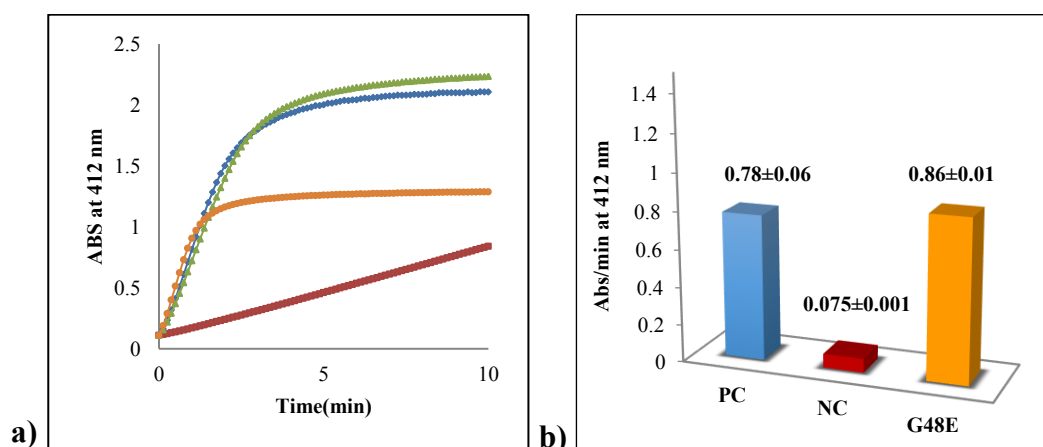 2.5
2
1.5
1
0.5
0
0
5
10
ABS at 412 nm
Time(min)
a)
1.4
1.2
1
0.8
0.6
0.4
0.2
0
Abs/min at 412 nm
0.78±0.06
0.075±0.001
0.86±0.01
PC
NC
G48E
b)